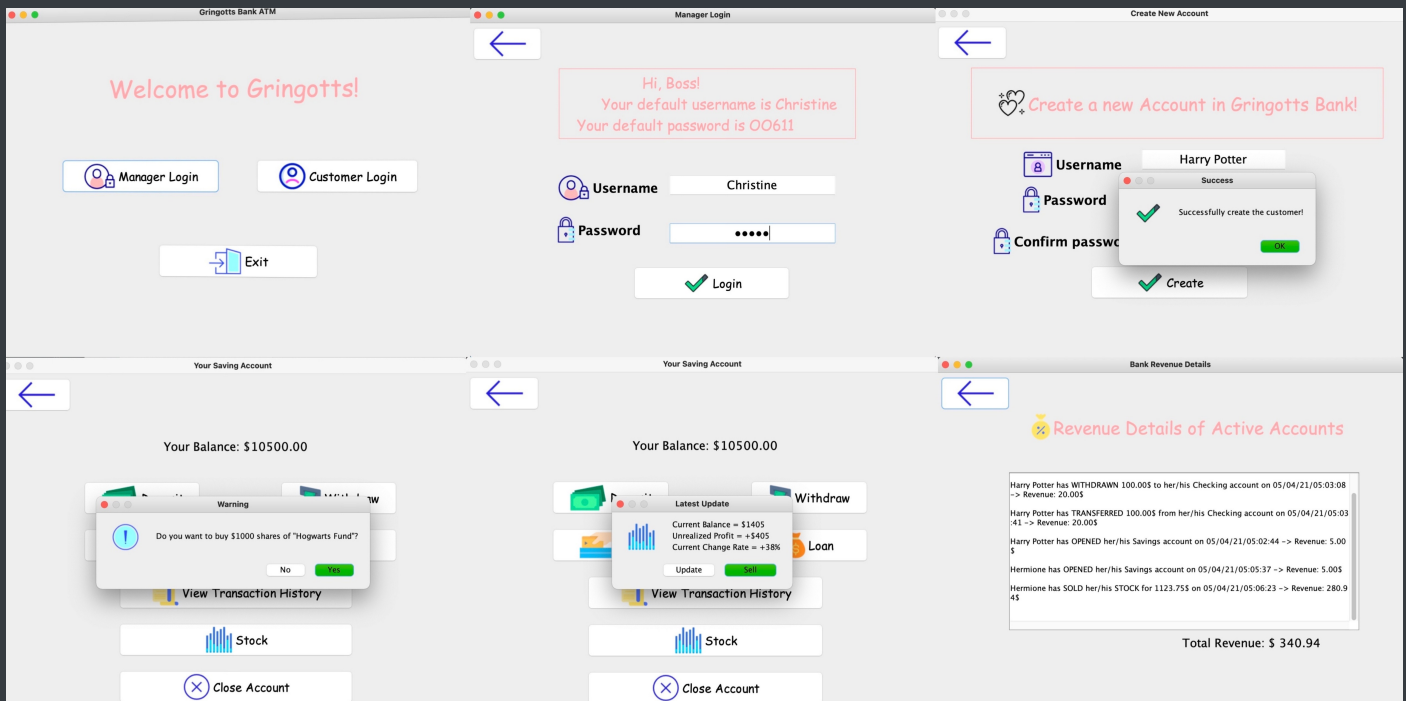 Gringotts Bank ATM
Welcome to Gringotts!
Manager Login
Customer Login
Exit
Manager Login
Hi, Boss!
Your default username is Christine
Your default password is OO611
Username
Christine
Password
Login
Create New Account
Create a new Account in Gringotts Bank!
Username
Harry Potter
Password
Success
Successfully create the customer!
OK
Confirm passwo
Create
Your Saving Account
Your Balance: $10500.00
Warning
Do you want to buy $1000 shares of "Hogwarts Fund"?
No
Yes
View Transaction History
Stock
Close Account
Your Saving Account
Your Balance: $10500.00
Withdraw
Latest Update
Current Balance = $1405
Unrealized Profit = +$405
Current Change Rate = +38%
Update
Sell
Loan
View Transaction History
Stock
Close Account
Bank Revenue Details
Revenue Details of Active Accounts
Harry Potter has WITHDRAWN 100.00$ to her/his Checking account on 05/04/21/05:03:08
-> Revenue: 20.00$
Harry Potter has TRANSFERRED 100.00$ from her/his Checking account on 05/04/21/05:03
:41 -> Revenue: 20.00$
Harry Potter has OPENED her/his Savings account on 05/04/21/05:02:44 -> Revenue: 5.00
$
Hermione has OPENED her/his Savings account on 05/04/21/05:05:37 -> Revenue: 5.00$
Hermione has SOLD her/his STOCK for 1123.75$ on 05/04/21/05:06:23 -> Revenue: 280.9
4$
Total Revenue: $ 340.94